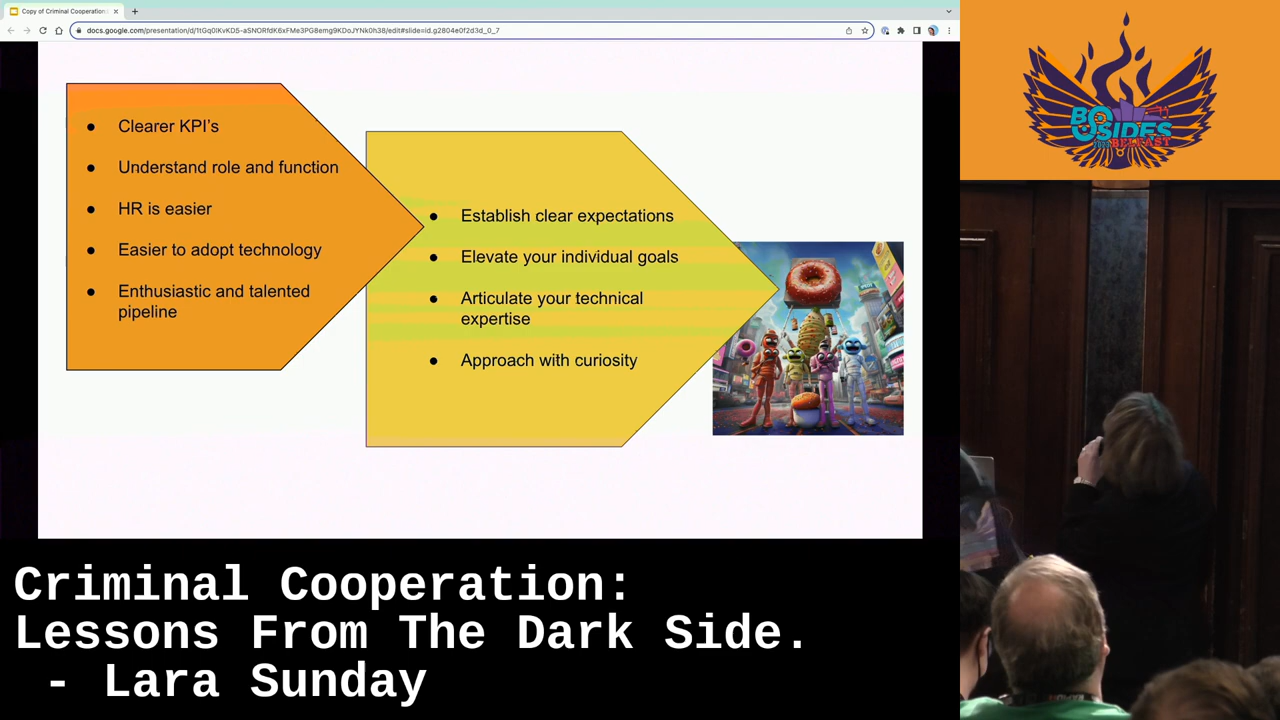 Copy of Criminal Cooperation
docs.google.com/presentation/d/1tGq0lKvKD5-aSNORfdK6xFMe3PG8emg9KDoJYNk0h38/edit#slide=id.g2804e0f2d3d_0_7
● Clearer KPI's
● Understand role and function
● HR is easier
● Easier to adopt technology
● Enthusiastic and talented
pipeline
● Establish clear expectations
● Elevate your individual goals
● Articulate your technical
expertise
● Approach with curiosity
BSIDES
BELFAST
Criminal Cooperation:
Lessons From The Dark Side.
- Lara Sunday